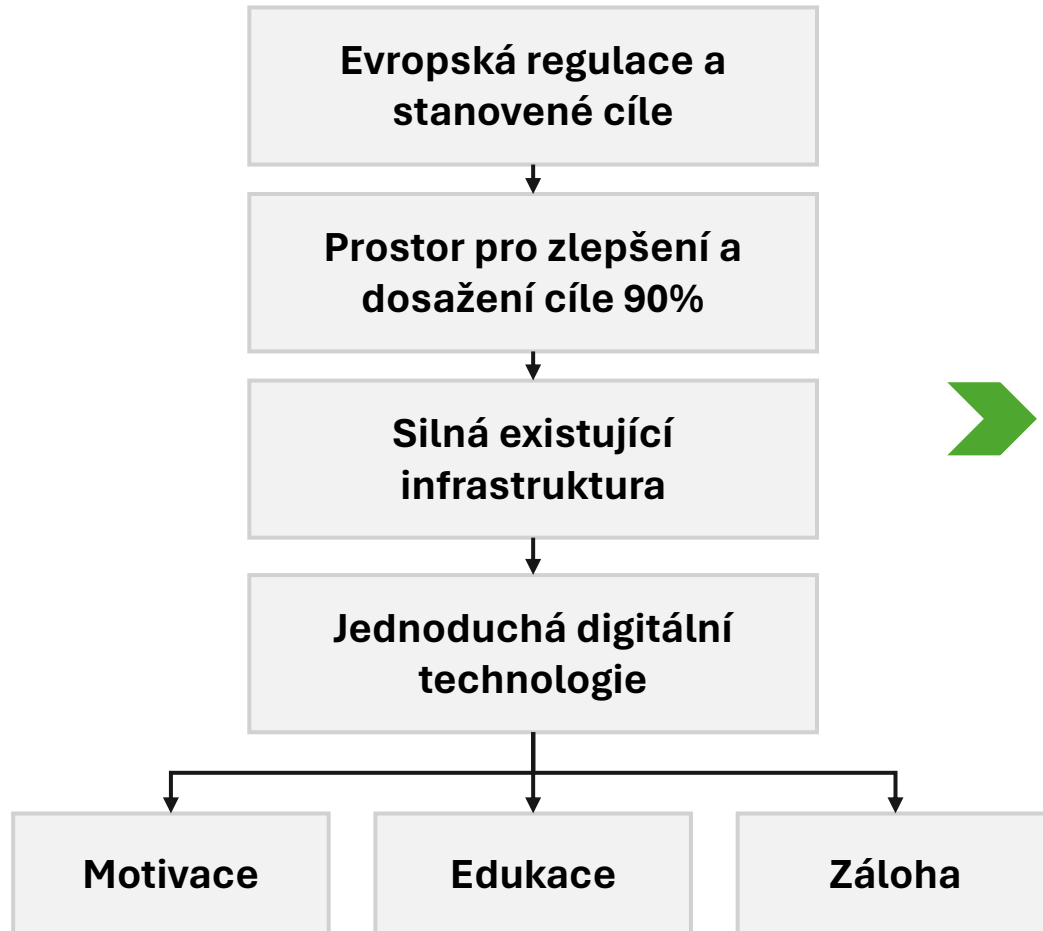 Evropská regulace a
stanovené cíle
Prostor pro zlepšení a
dosažení cíle 90%
Silná existující
infrastruktura
Jednoduchá digitální
technologie
Motivace
Edukace
Záloha